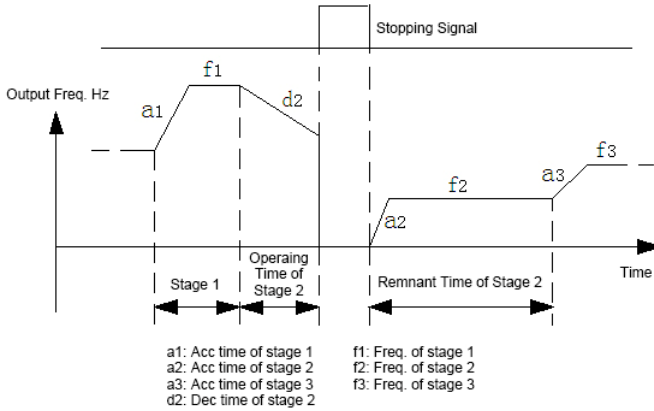 Stopping Signal
f1
Output Freq. Hz
a1
d2
f3
a3
f2
a2
Operaing
Time of
Stage 2
Stage 1
Remnant Time of Stage 2
Time
a1: Acc time of stage 1
a2: Acc time of stage 2
a3: Acc time of stage 3
d2: Dec time of stage 2
f1: Freq. of stage 1
f2: Freq. of stage 2
f3: Freq. of stage 3